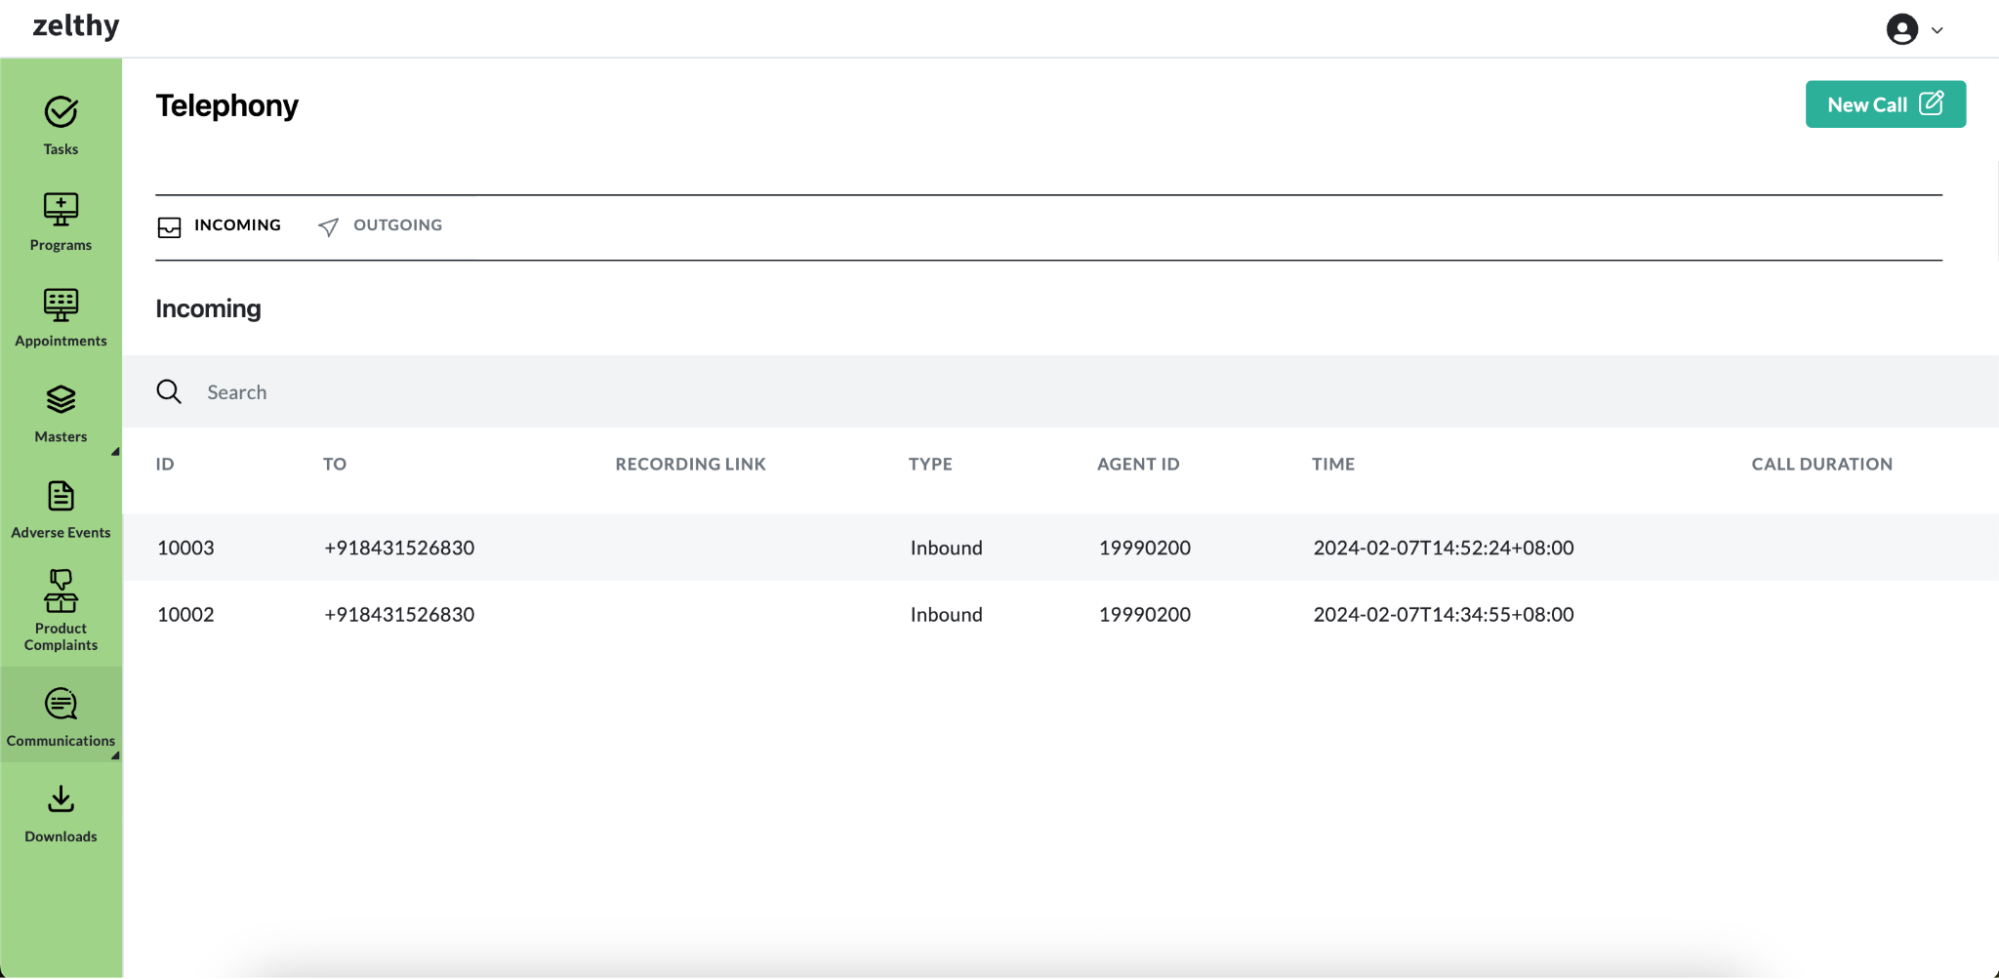 zelthy
Tasks
Programs
Appointments
Masters
Adverse Events
Product
Complaints
Communications
Downloads
Telephony
New Call
INCOMING OUTGOING
Incoming
Search
ID TO RECORDING LINK TYPE AGENT ID TIME CALL DURATION
10003 +918431526830 Inbound 19990200 2024-02-07T14:52:24+08:00
10002 +918431526830 Inbound 19990200 2024-02-07T14:34:55+08:00